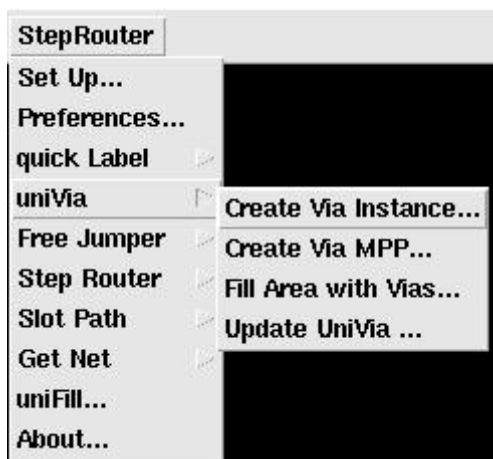 StepRouter
Set Up...
Preferences...
quick Label
uniVia
Free Jumper
Step Router
Slot Path
Get Net
uniFill...
About...
Create Via Instance...
Create Via MPP...
Fill Area with Vias...
Update UniVia ...